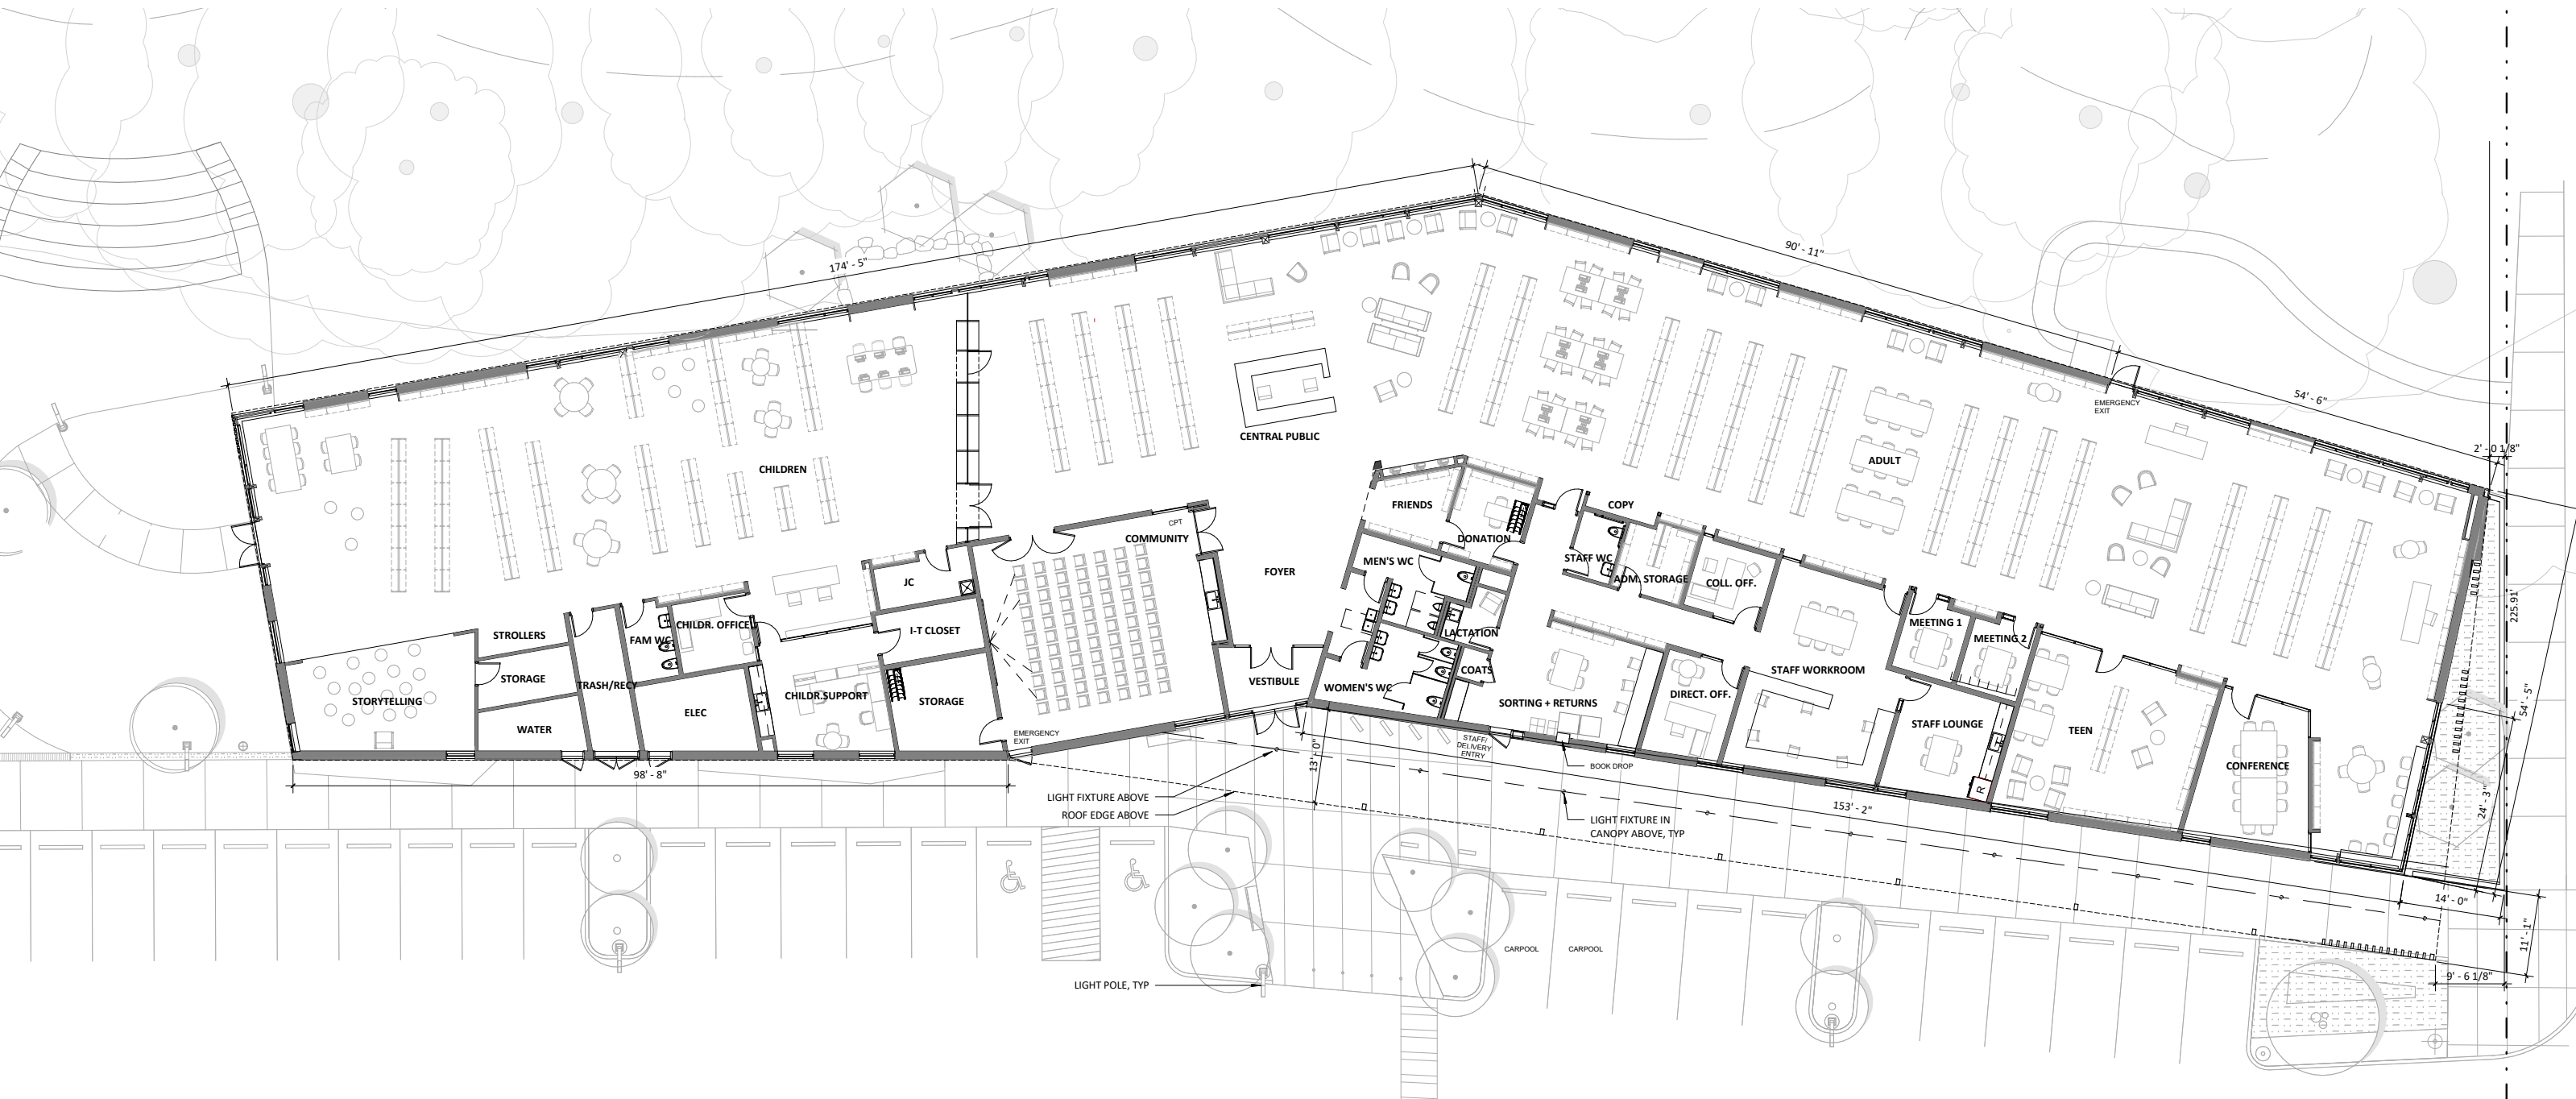 174' - 5"
90' - 11"
54' - 6"
EMERGENCY
EXIT
2' - 0 1/8"
CENTRAL PUBLIC
CHILDREN
ADULT
FRIENDS
COPY
CPT
COMMUNITY
DONATION
225.91'
FOYER
MEN'S WC
STAFF WC
ADM. STORAGE
COLL. OFF.
JC
STROLLERS
FAM WC
CHILDR. OFFICE
I-T CLOSET
LACTATION
MEETING 1
MEETING 2
STORYTELLING
STORAGE
TRASH/RECY
CHILDR.SUPPORT
STORAGE
VESTIBULE
WOMEN'S WC
COATS
SORTING + RETURNS
DIRECT. OFF.
STAFF WORKROOM
STAFF LOUNGE
TEEN
CONFERENCE
54' - 5"
WATER
ELEC
EMERGENCY
EXIT
STAFF/
DELIVERY
ENTRY
BOOK DROP
R
98' - 8"
13' - 0"
153' - 2"
24' - 3"
LIGHT FIXTURE ABOVE
ROOF EDGE ABOVE
LIGHT FIXTURE IN
CANOPY ABOVE, TYP
14' - 0"
11' - 1"
CARPOOL
CARPOOL
9' - 6 1/8"
LIGHT POLE, TYP